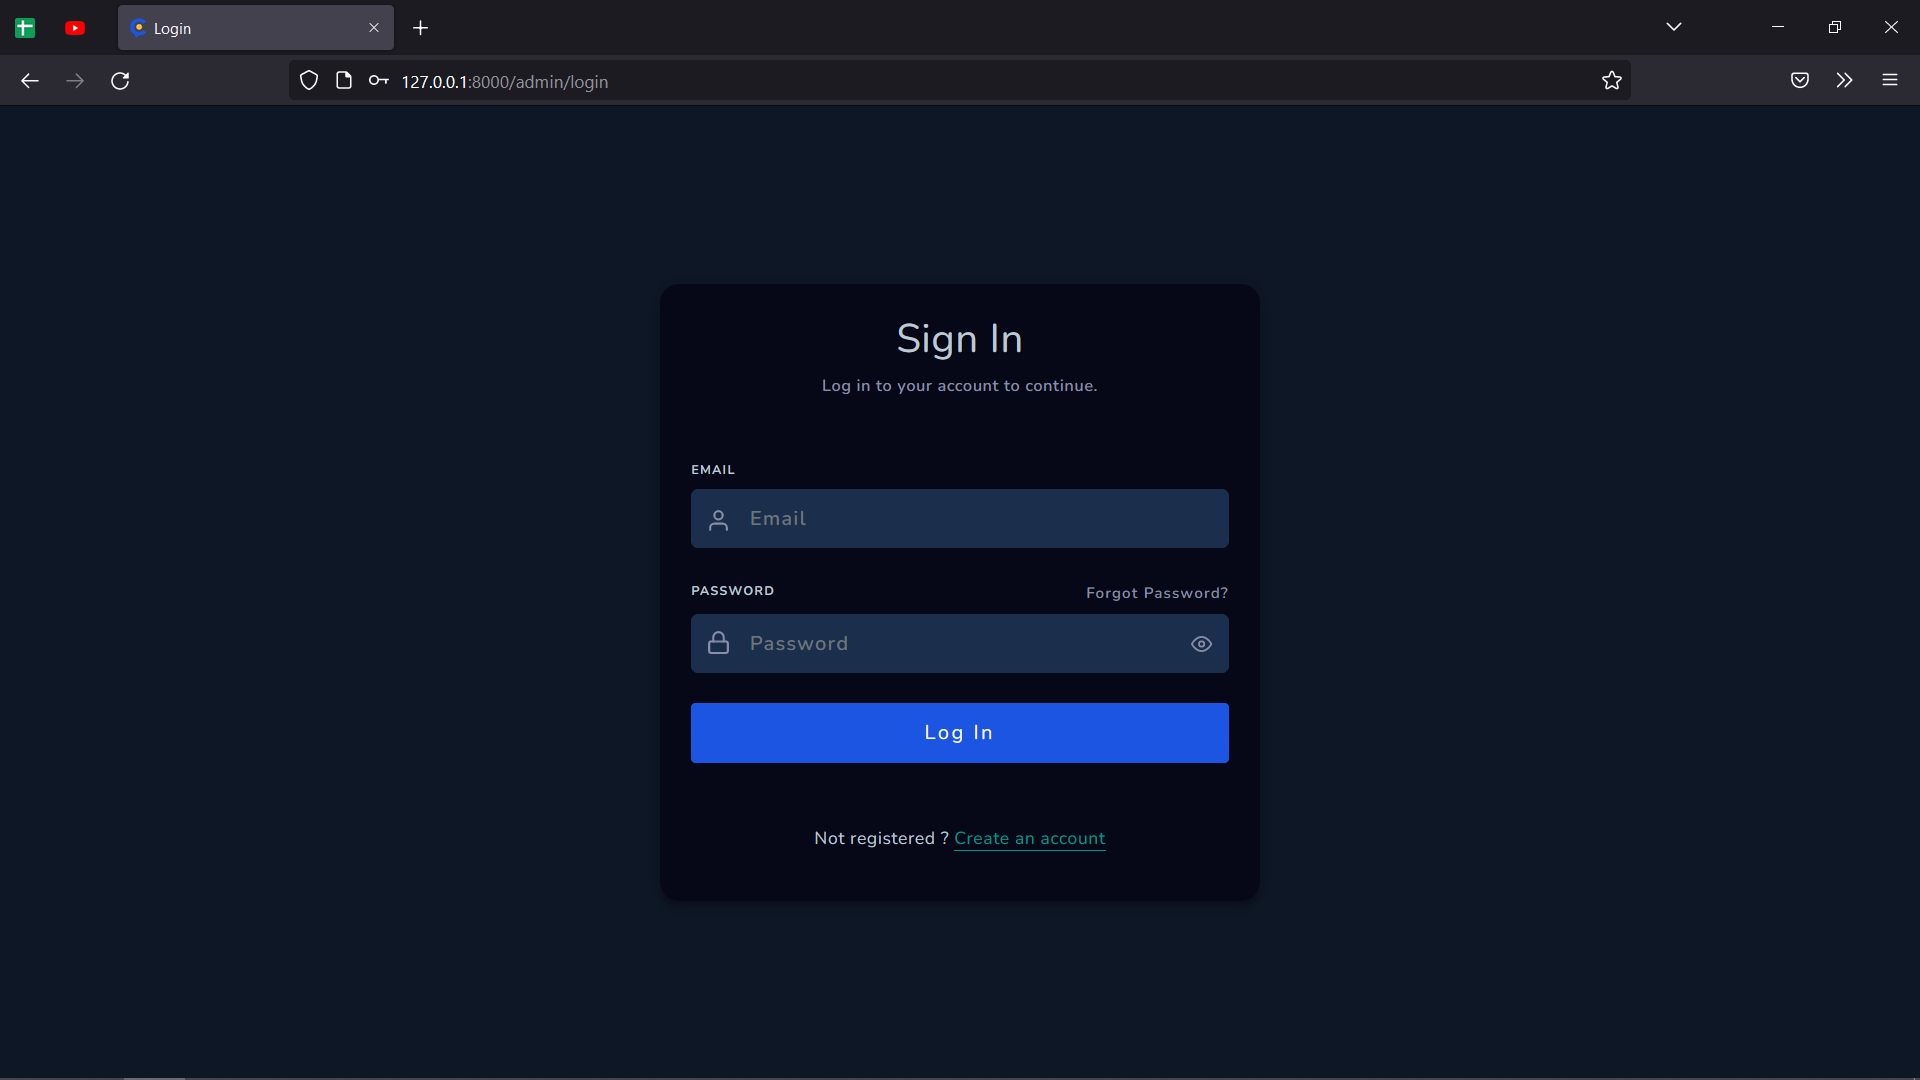 Login
127.0.0.1:8000/admin/login
Sign In
Log in to your account to continue.
EMAIL
Email
PASSWORD
Forgot Password?
Password
Log In
Not registered ? Create an account